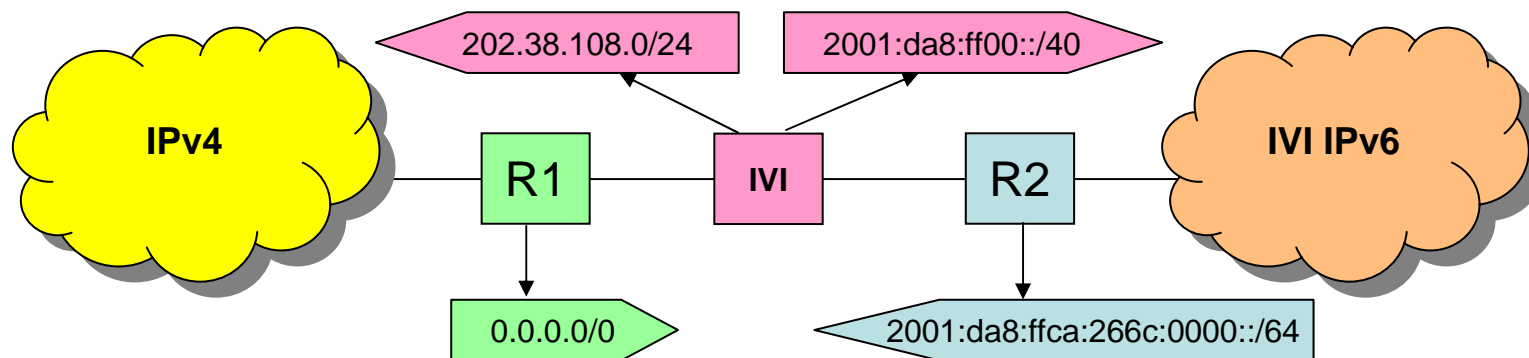 202.38.108.0/24
2001:da8:ff00::/40
IPv4
R1
IVI
R2
IVI IPv6
0.0.0.0/0
2001:da8:ffca:266c:0000::/64